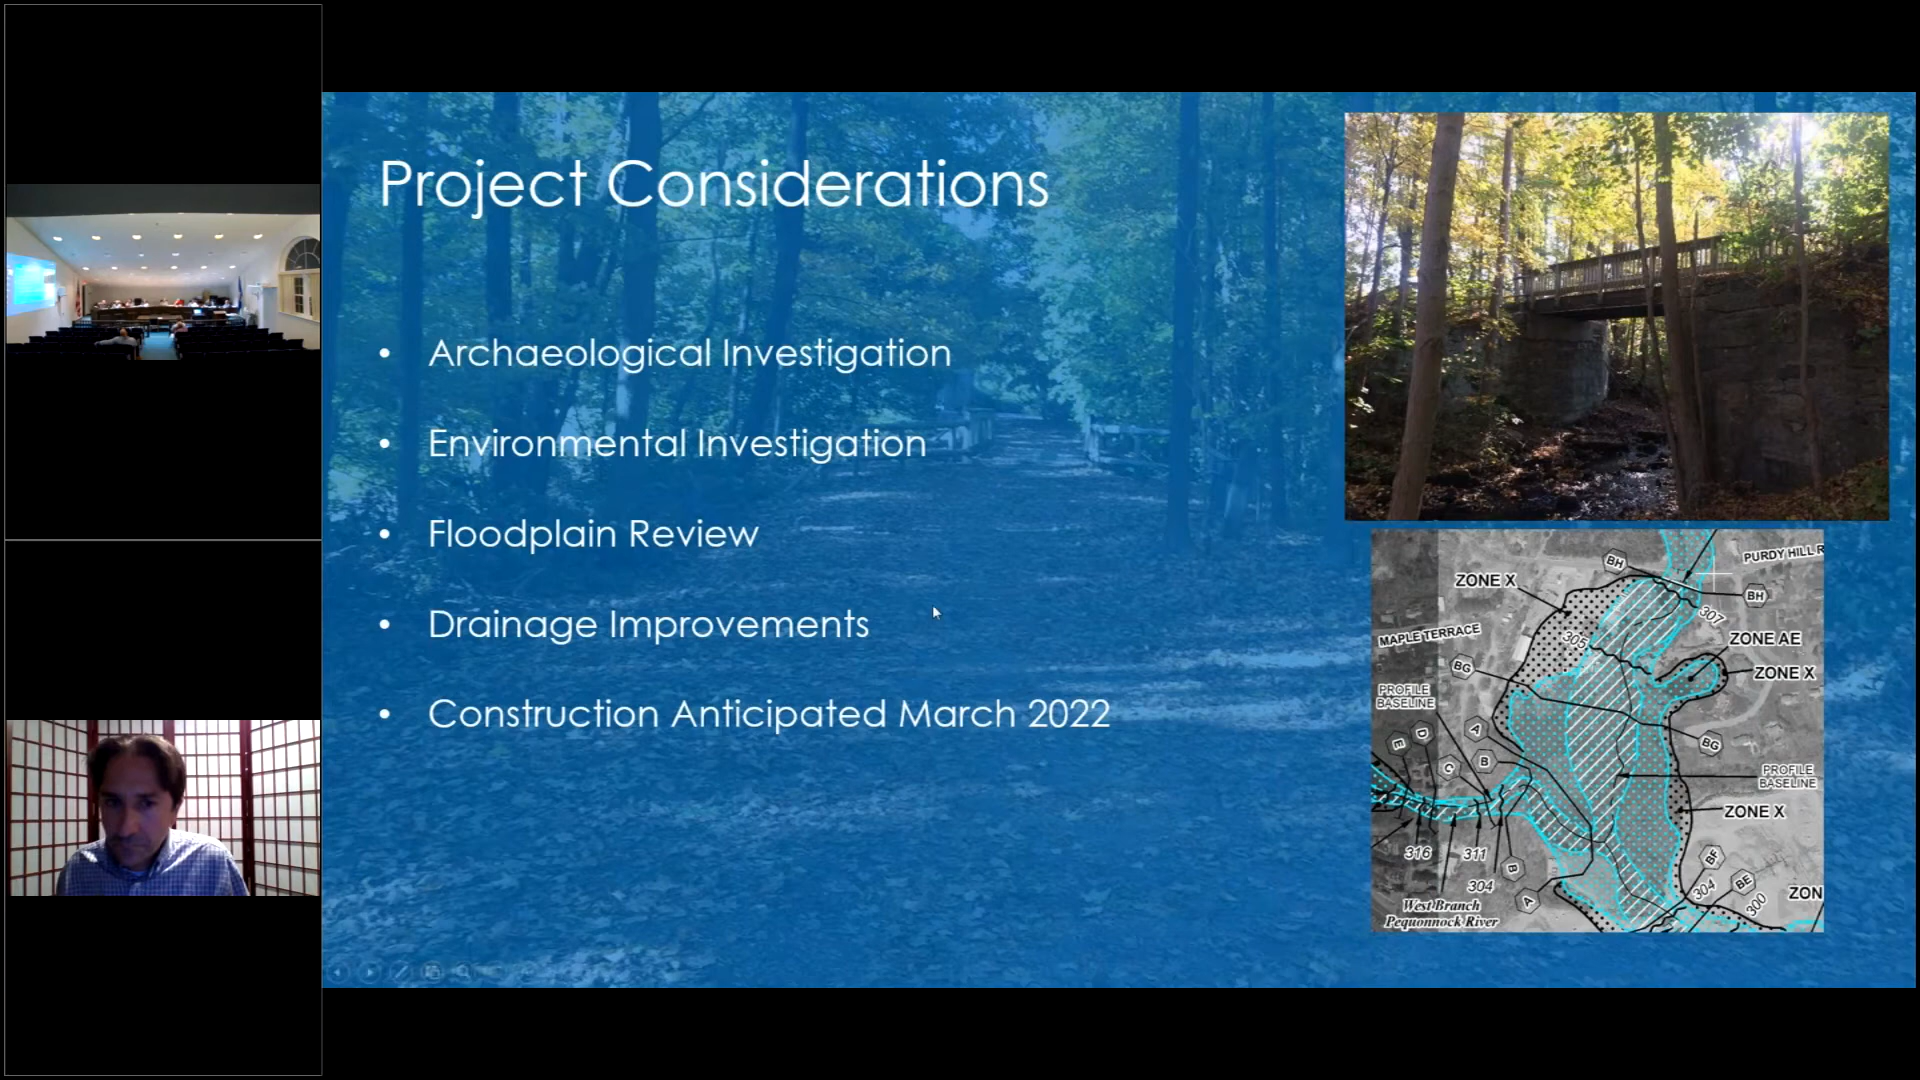 Project Considerations
• Archaeological Investigation
• Environmental Investigation
• Floodplain Review
• Drainage Improvements
• Construction Anticipated March 2022
PURDY HILL R
BH
ZONE X
BH
307
MAPLE TERRACE
305
ZONE AE
BG
ZONE X
PROFILE
BASELINE
E
D
A
BG
C
B
PROFILE
BASELINE
ZONE X
316
311
B
BF
304
A
304
BE
300
ZON
West Branch
Pequonnock River